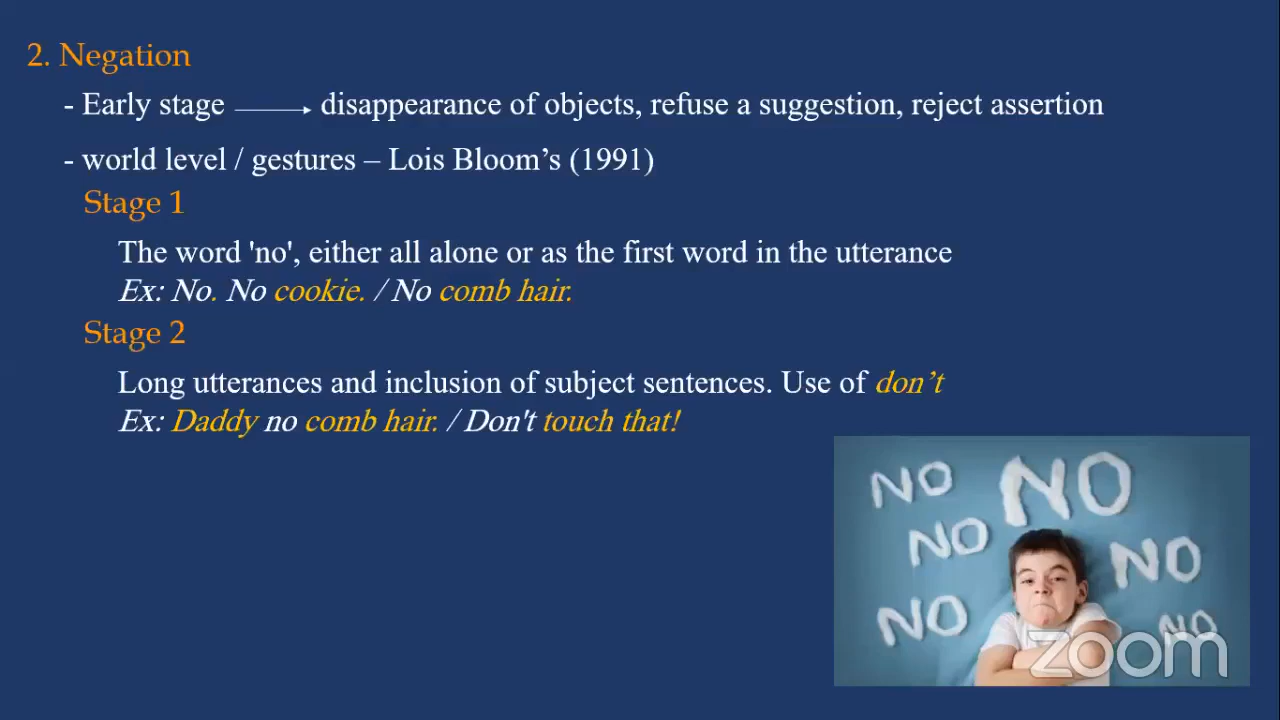 2. Negation
- Early stage disappearance of objects, refuse a suggestion, reject assertion
- world level / gestures – Lois Bloom’s (1991)
Stage 1
The word 'no', either all alone or as the first word in the utterance
Ex: No. No cookie. / No comb hair.
Stage 2
Long utterances and inclusion of subject sentences. Use of don’t
Ex: Daddy no comb hair. / Don't touch that!
NO NO
NO NO
NO NO
zoom